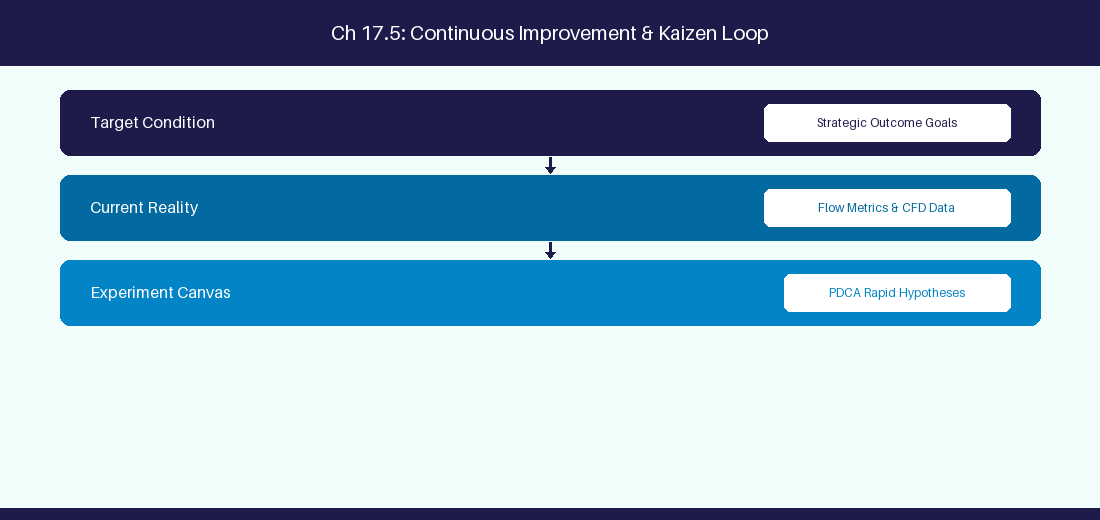 Ch 17.5: Continuous Improvement & Kaizen Loop
Target Condition
Strategic Outcome Goals
Current Reality
Flow Metrics & CFD Data
Experiment Canvas
PDCA Rapid Hypotheses